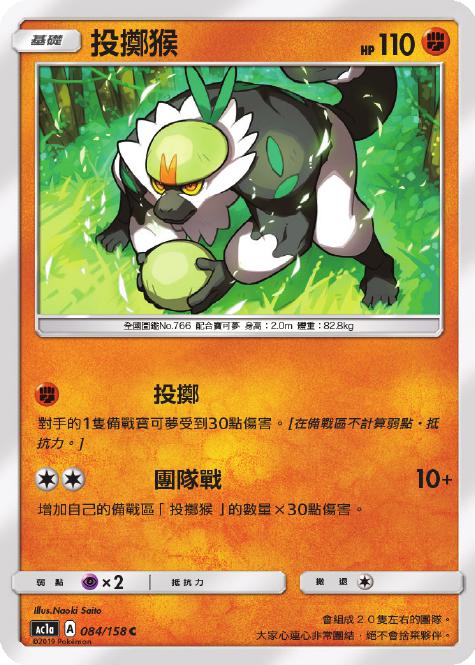 基礎 投擲猴 HP 110
全國圖鑑No.766 配合寶可夢 身高:2.0m 體重:82.8kg
投擲
對手的1隻備戰寶可夢受到30點傷害。[在備戰區不計算弱點、抵
抗力。]
團隊戰 10+
增加自己的備戰區「投擲猴」的數量×30點傷害。
弱點 ×2 抵抗力 撤退
illus.Naoki Saito
AC1a A 084/158 C
©2019 Pokémon
會組成20隻左右的團隊。
大家心連心非常團結,絕不會捨棄夥伴。